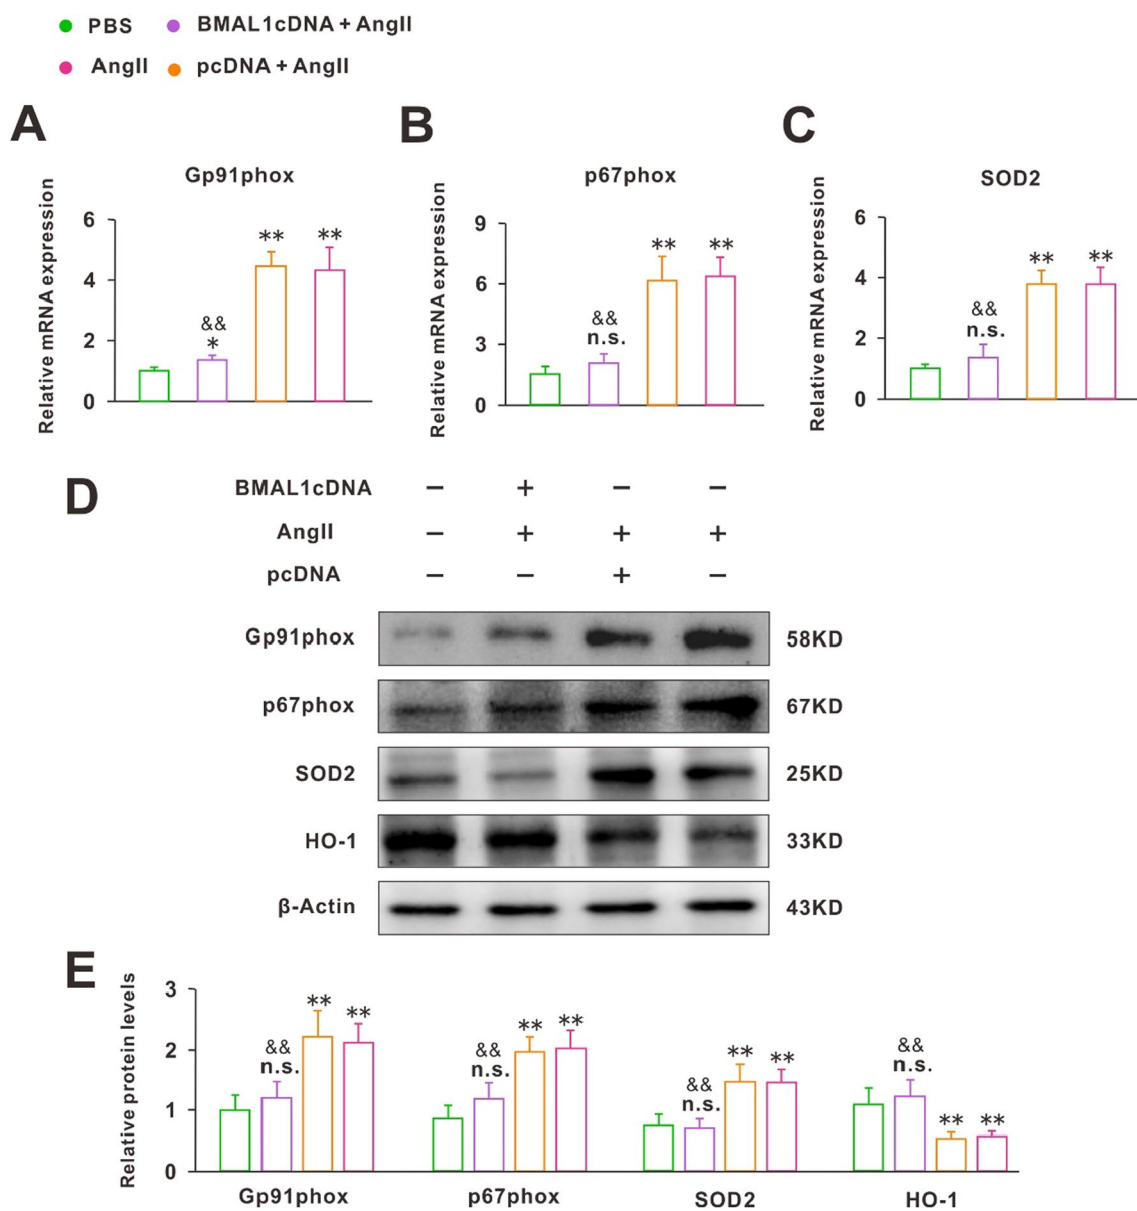 PBS BMAL1cDNA + AngII
AngII pcDNA + AngII
A
Gp91phox
Relative mRNA expression
6
4
2
0
&&
*
**
**
B
p67phox
Relative mRNA expression
9
6
3
0
&&
n.s.
**
**
C
SOD2
Relative mRNA expression
6
4
2
0
&&
n.s.
**
**
D
BMAL1cDNA − + − −
AngII − + + +
pcDNA − − + −
Gp91phox 58KD
p67phox 67KD
SOD2 25KD
HO-1 33KD
β-Actin 43KD
E
Relative protein levels
3
2
1
0
&&
n.s.
**
**
&&
n.s.
**
**
&&
n.s.
**
**
&&
n.s.
**
**
Gp91phox p67phox SOD2 HO-1